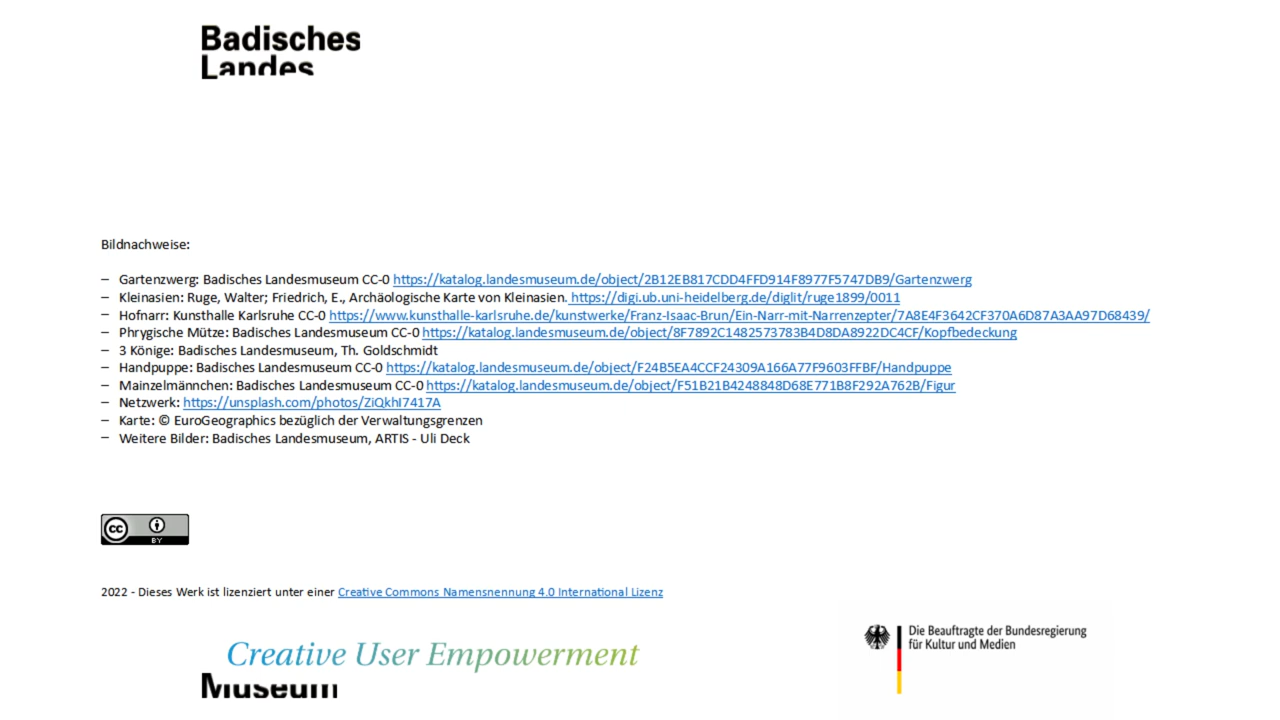 Badisches
Landes
Bildnachweise:
– Gartenzwerg: Badisches Landesmuseum CC-0 https://katalog.landesmuseum.de/object/2B12EB817CDD4FFD914F8977F5747DB9/Gartenzwerg
– Kleinasien: Ruge, Walter; Friedrich, E., Archäologische Karte von Kleinasien. https://digi.ub.uni-heidelberg.de/diglit/ruge1899/0011
– Hofnarr: Kunsthalle Karlsruhe CC-0 https://www.kunsthalle-karlsruhe.de/kunstwerke/Franz-Isaac-Brun/Ein-Narr-mit-Narrenzepter/7A8E4F3642CF370A6D87A3AA97D68439/
– Phrygische Mütze: Badisches Landesmuseum CC-0 https://katalog.landesmuseum.de/object/8F7892C1482573783B4D8DA8922DC4CF/Kopfbedeckung
– 3 Könige: Badisches Landesmuseum, Th. Goldschmidt
– Handpuppe: Badisches Landesmuseum CC-0 https://katalog.landesmuseum.de/object/F24B5EA4CCF24309A166A77F9603FFBF/Handpuppe
– Mainzelmännchen: Badisches Landesmuseum CC-0 https://katalog.landesmuseum.de/object/F51B21B4248848D68E771B8F292A762B/Figur
– Netzwerk: https://unsplash.com/photos/ZiQkhI7417A
– Karte: © EuroGeographics bezüglich der Verwaltungsgrenzen
– Weitere Bilder: Badisches Landesmuseum, ARTIS - Uli Deck
cc
BY
2022 - Dieses Werk ist lizenziert unter einer Creative Commons Namensnennung 4.0 International Lizenz
Creative User Empowerment
Museum
Die Beauftragte der Bundesregierung
für Kultur und Medien